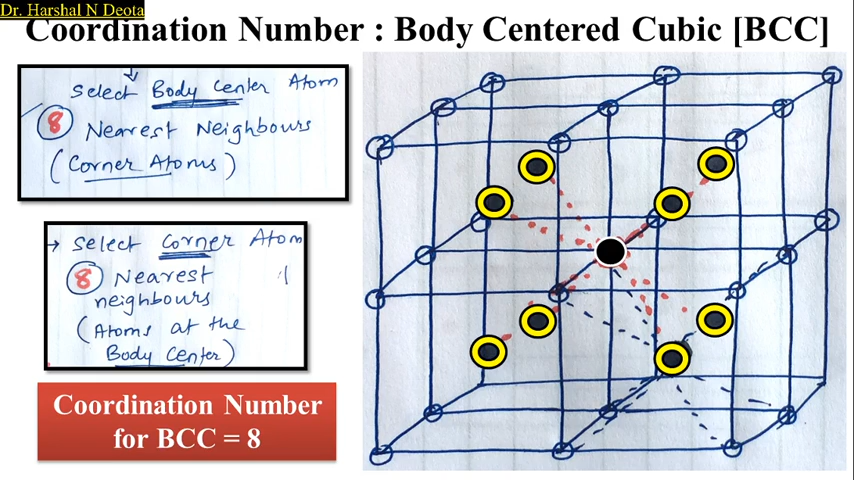 Dr. Harshal N Deota
Coordination Number : Body Centered Cubic [BCC]
Select Body Center Atom
8 Nearest Neighbours
(Corner Atoms)
→ Select Corner Atom
8 Nearest
neighbours
(Atoms at the
Body Center)
Coordination Number
for BCC = 8